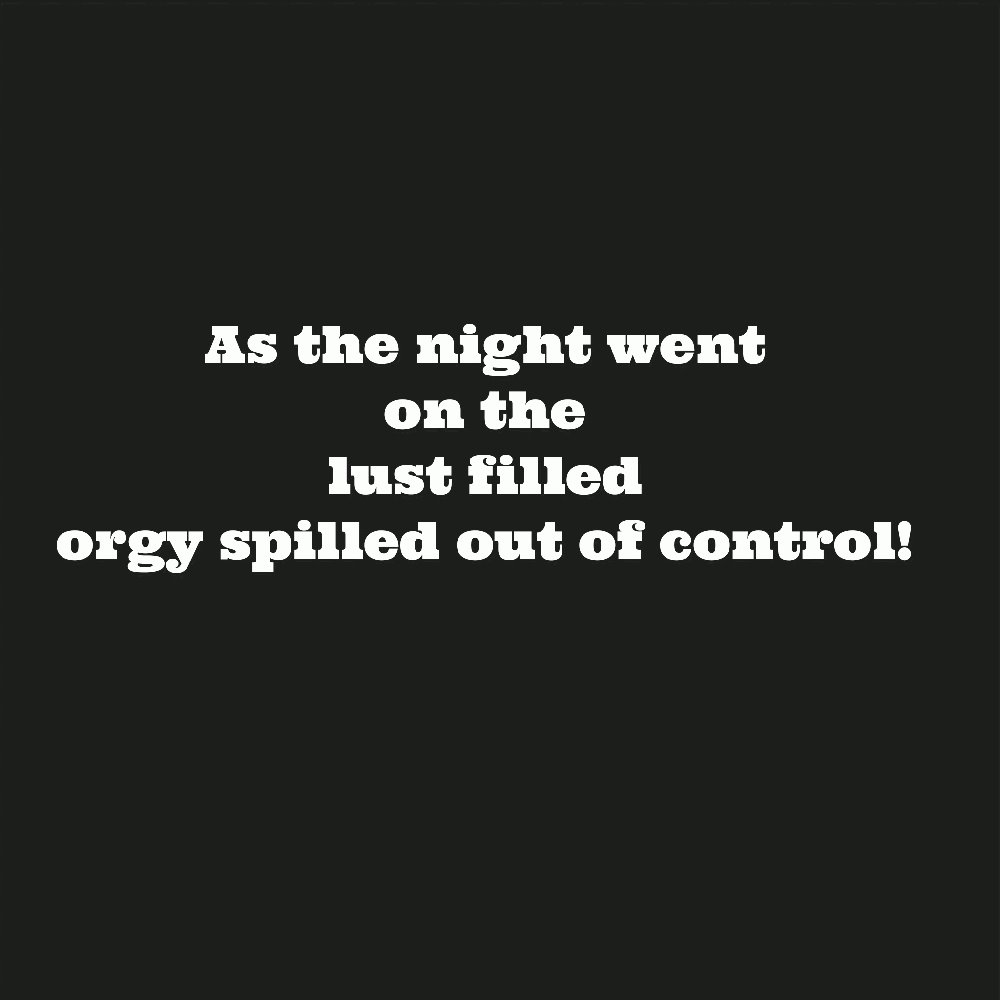 As the night went
on the
lust filled
orgy spilled out of control!